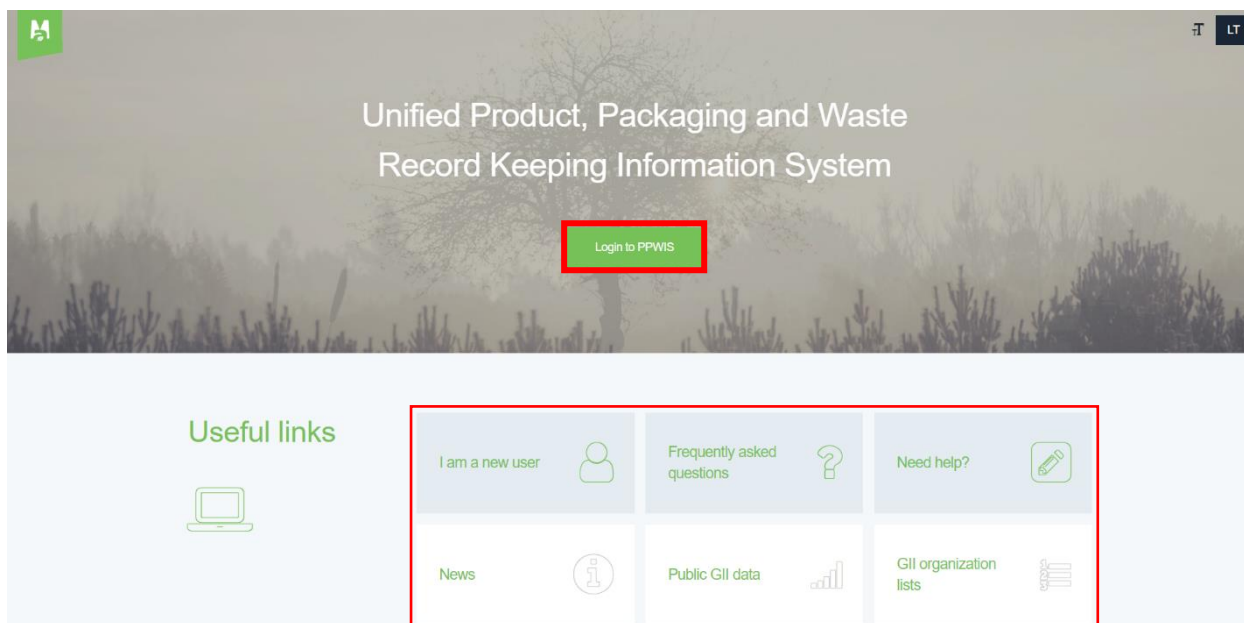 LT
Unified Product, Packaging and Waste
Record Keeping Information System
Login to PPWIS
Useful links
I am a new user
Frequently asked
questions
Need help?
News
Public GII data
GII organization
lists